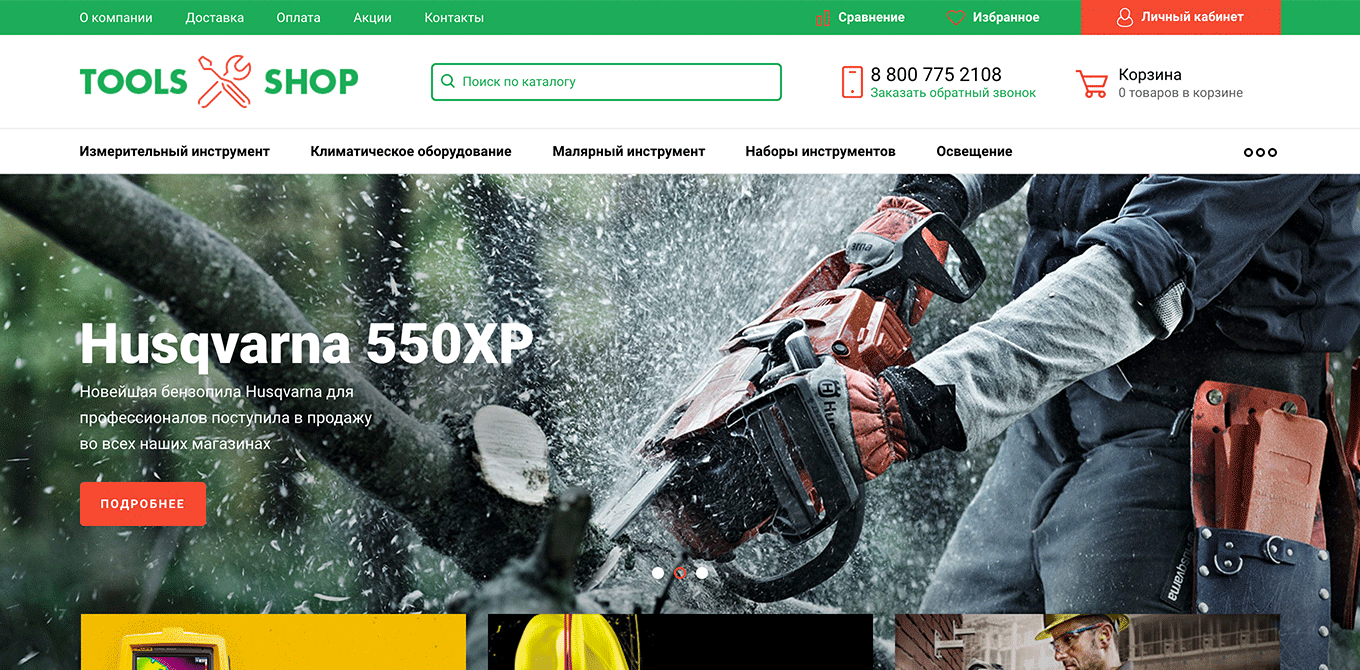 О компании Доставка Оплата Акции Контакты Сравнение Избранное Личный кабинет
TOOLS SHOP
Поиск по каталогу
8 800 775 2108
Заказать обратный звонок
Корзина
0 товаров в корзине
Измерительный инструмент Климатическое оборудование Малярный инструмент Наборы инструментов Освещение
Husqvarna 550XP
Новейшая бензопила Husqvarna для
профессионалов поступила в продажу
во всех наших магазинах
ПОДРОБНЕЕ
Husqvarna